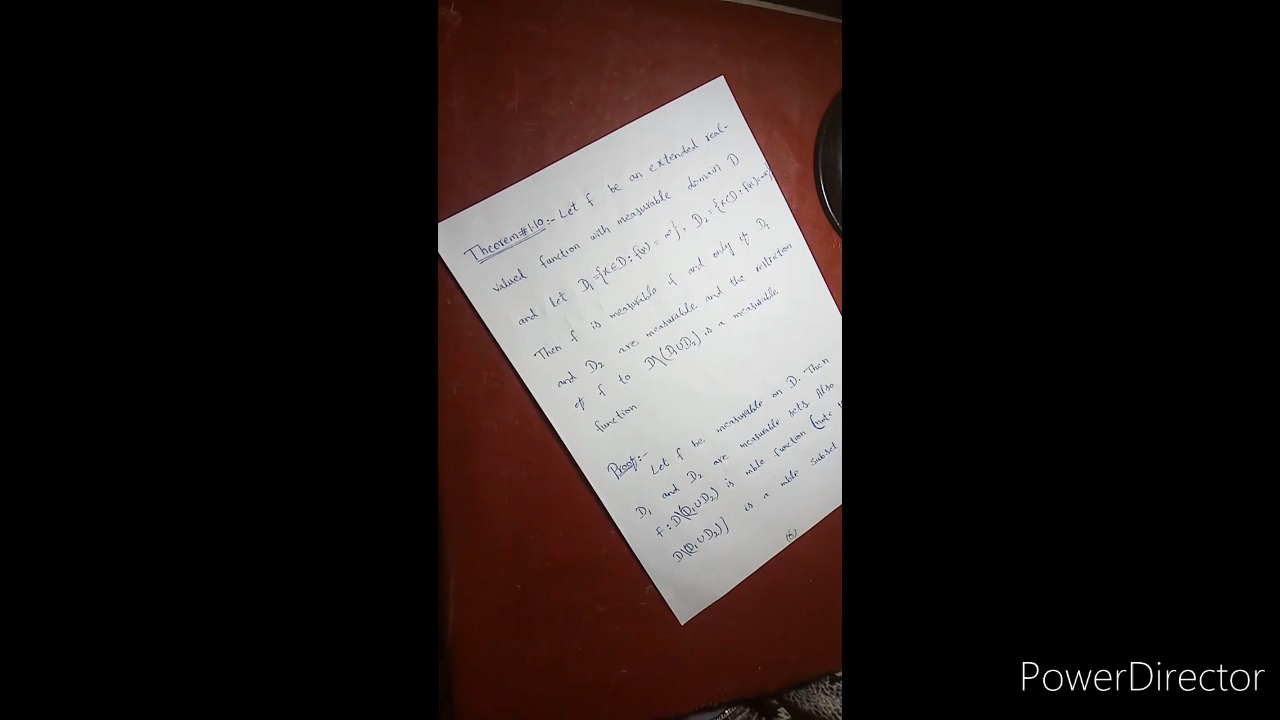 Theorem#1.10:- Let f be an extended real-
valued function with measurable domain D
and let D₁={x∈D: f(x) = ∞}, D₂={x∈D: f(x)=-∞}
Then f is measurable if and only if D₁
and D₂ are measurable and the restriction
of f to D\(D₁∪D₂) is a measurable
function
Proof:- Let f be measurable on D. Then
D₁ and D₂ are measurable sets. Also
f: D\(D₁∪D₂) is mble function (note
D\(D₁∪D₂)] is a mble subset
(6)
PowerDirector